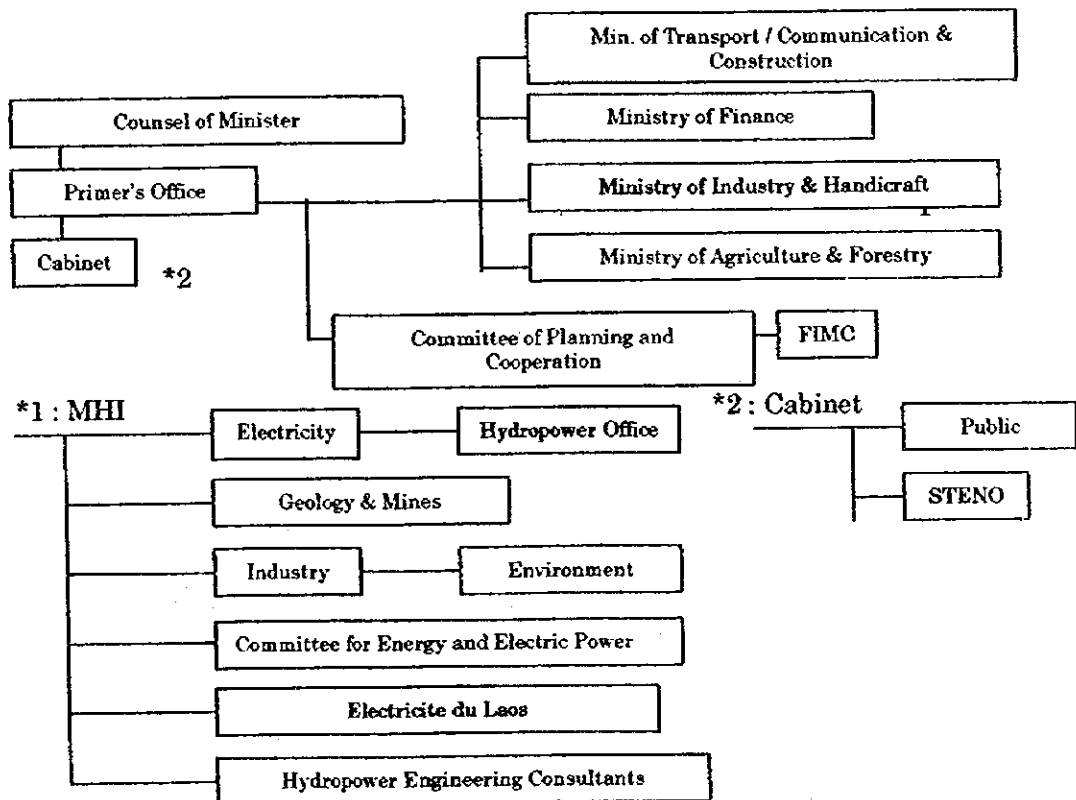 Min. of Transport / Communication &
Construction
Counsel of Minister
Ministry of Finance
Primer's Office
Ministry of Industry & Handicraft
Cabinet
*2
Ministry of Agriculture & Forestry
Committee of Planning and
Cooperation
FIMC
*1 : MHI
Electricity
Hydropower Office
Geology & Mines
Industry
Environment
Committee for Energy and Electric Power
Electricite du Laos
Hydropower Engineering Consultants
*2 : Cabinet
Public
STENO